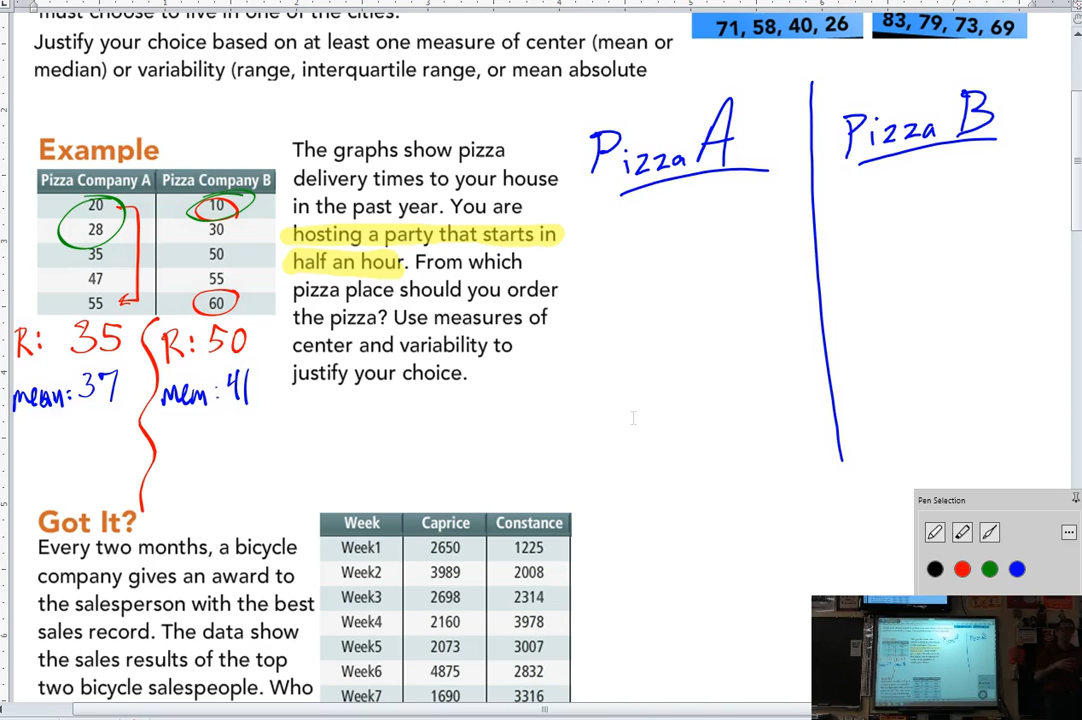 must choose to live in one of the cities.
Justify your choice based on at least one measure of center (mean or
median) or variability (range, interquartile range, or mean absolute
71, 58, 40, 26
83, 79, 73, 69
Pizza A
Pizza B
Example
Pizza Company A Pizza Company B
20 10
28 30
35 50
47 55
55 60
R: 35 R: 50
mean: 37 mean: 41
The graphs show pizza
delivery times to your house
in the past year. You are
hosting a party that starts in
half an hour. From which
pizza place should you order
the pizza? Use measures of
center and variability to
justify your choice.
Got It?
Every two months, a bicycle
company gives an award to
the salesperson with the best
sales record. The data show
the sales results of the top
two bicycle salespeople. Who
Week Caprice Constance
Week1 2650 1225
Week2 3989 2008
Week3 2698 2314
Week4 2160 3978
Week5 2073 3007
Week6 4875 2832
Week7 1690 3316
Pen Selection